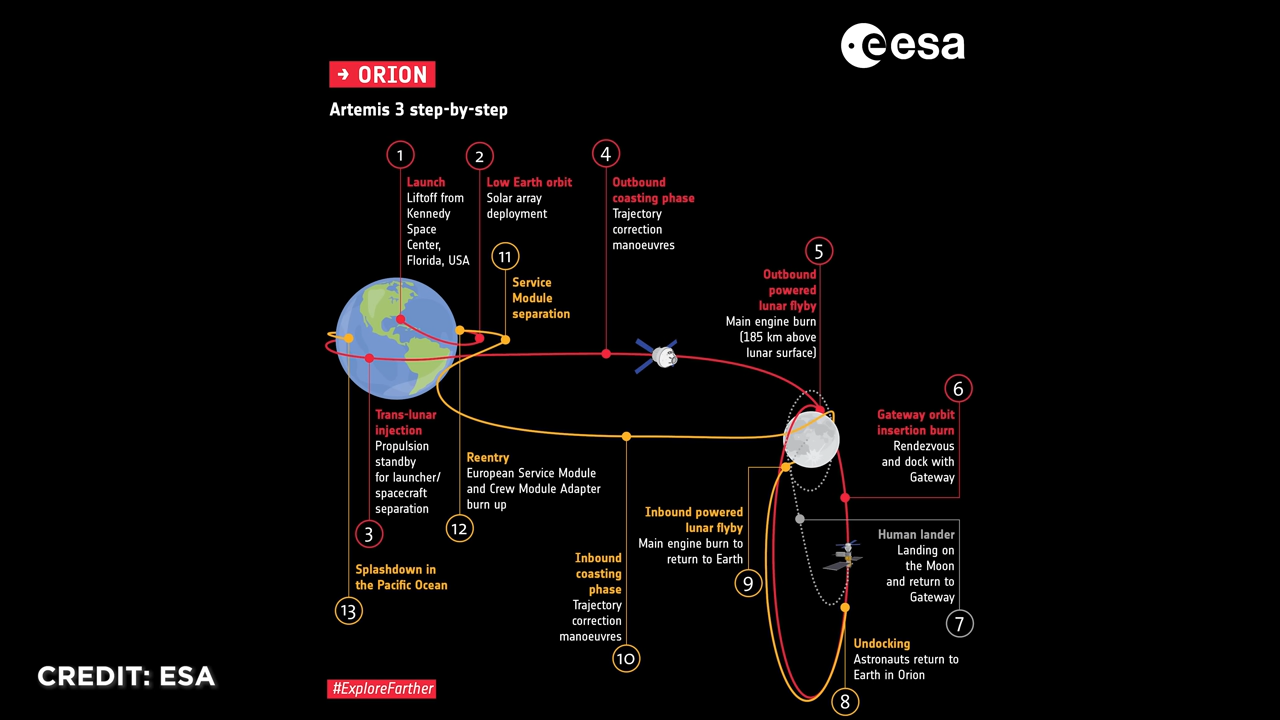 esa
→ ORION
Artemis 3 step-by-step
1
Launch
Liftoff from
Kennedy
Space
Center,
Florida, USA
2
Low Earth orbit
Solar array
deployment
4
Outbound
coasting phase
Trajectory
correction
manoeuvres
11
Service
Module
separation
5
Outbound
powered
lunar flyby
Main engine burn
(185 km above
lunar surface)
6
Gateway orbit
insertion burn
Rendezvous
and dock with
Gateway
Trans-lunar
injection
Propulsion
standby
for launcher/
spacecraft
separation
3
Reentry
European Service Module
and Crew Module Adapter
burn up
12
Splashdown in
the Pacific Ocean
13
Inbound
coasting
phase
Trajectory
correction
manoeuvres
10
Inbound powered
lunar flyby
Main engine burn to
return to Earth
9
Human lander
Landing on
the Moon
and return to
Gateway
7
Undocking
Astronauts return to
Earth in Orion
8
CREDIT: ESA
#ExploreFarther